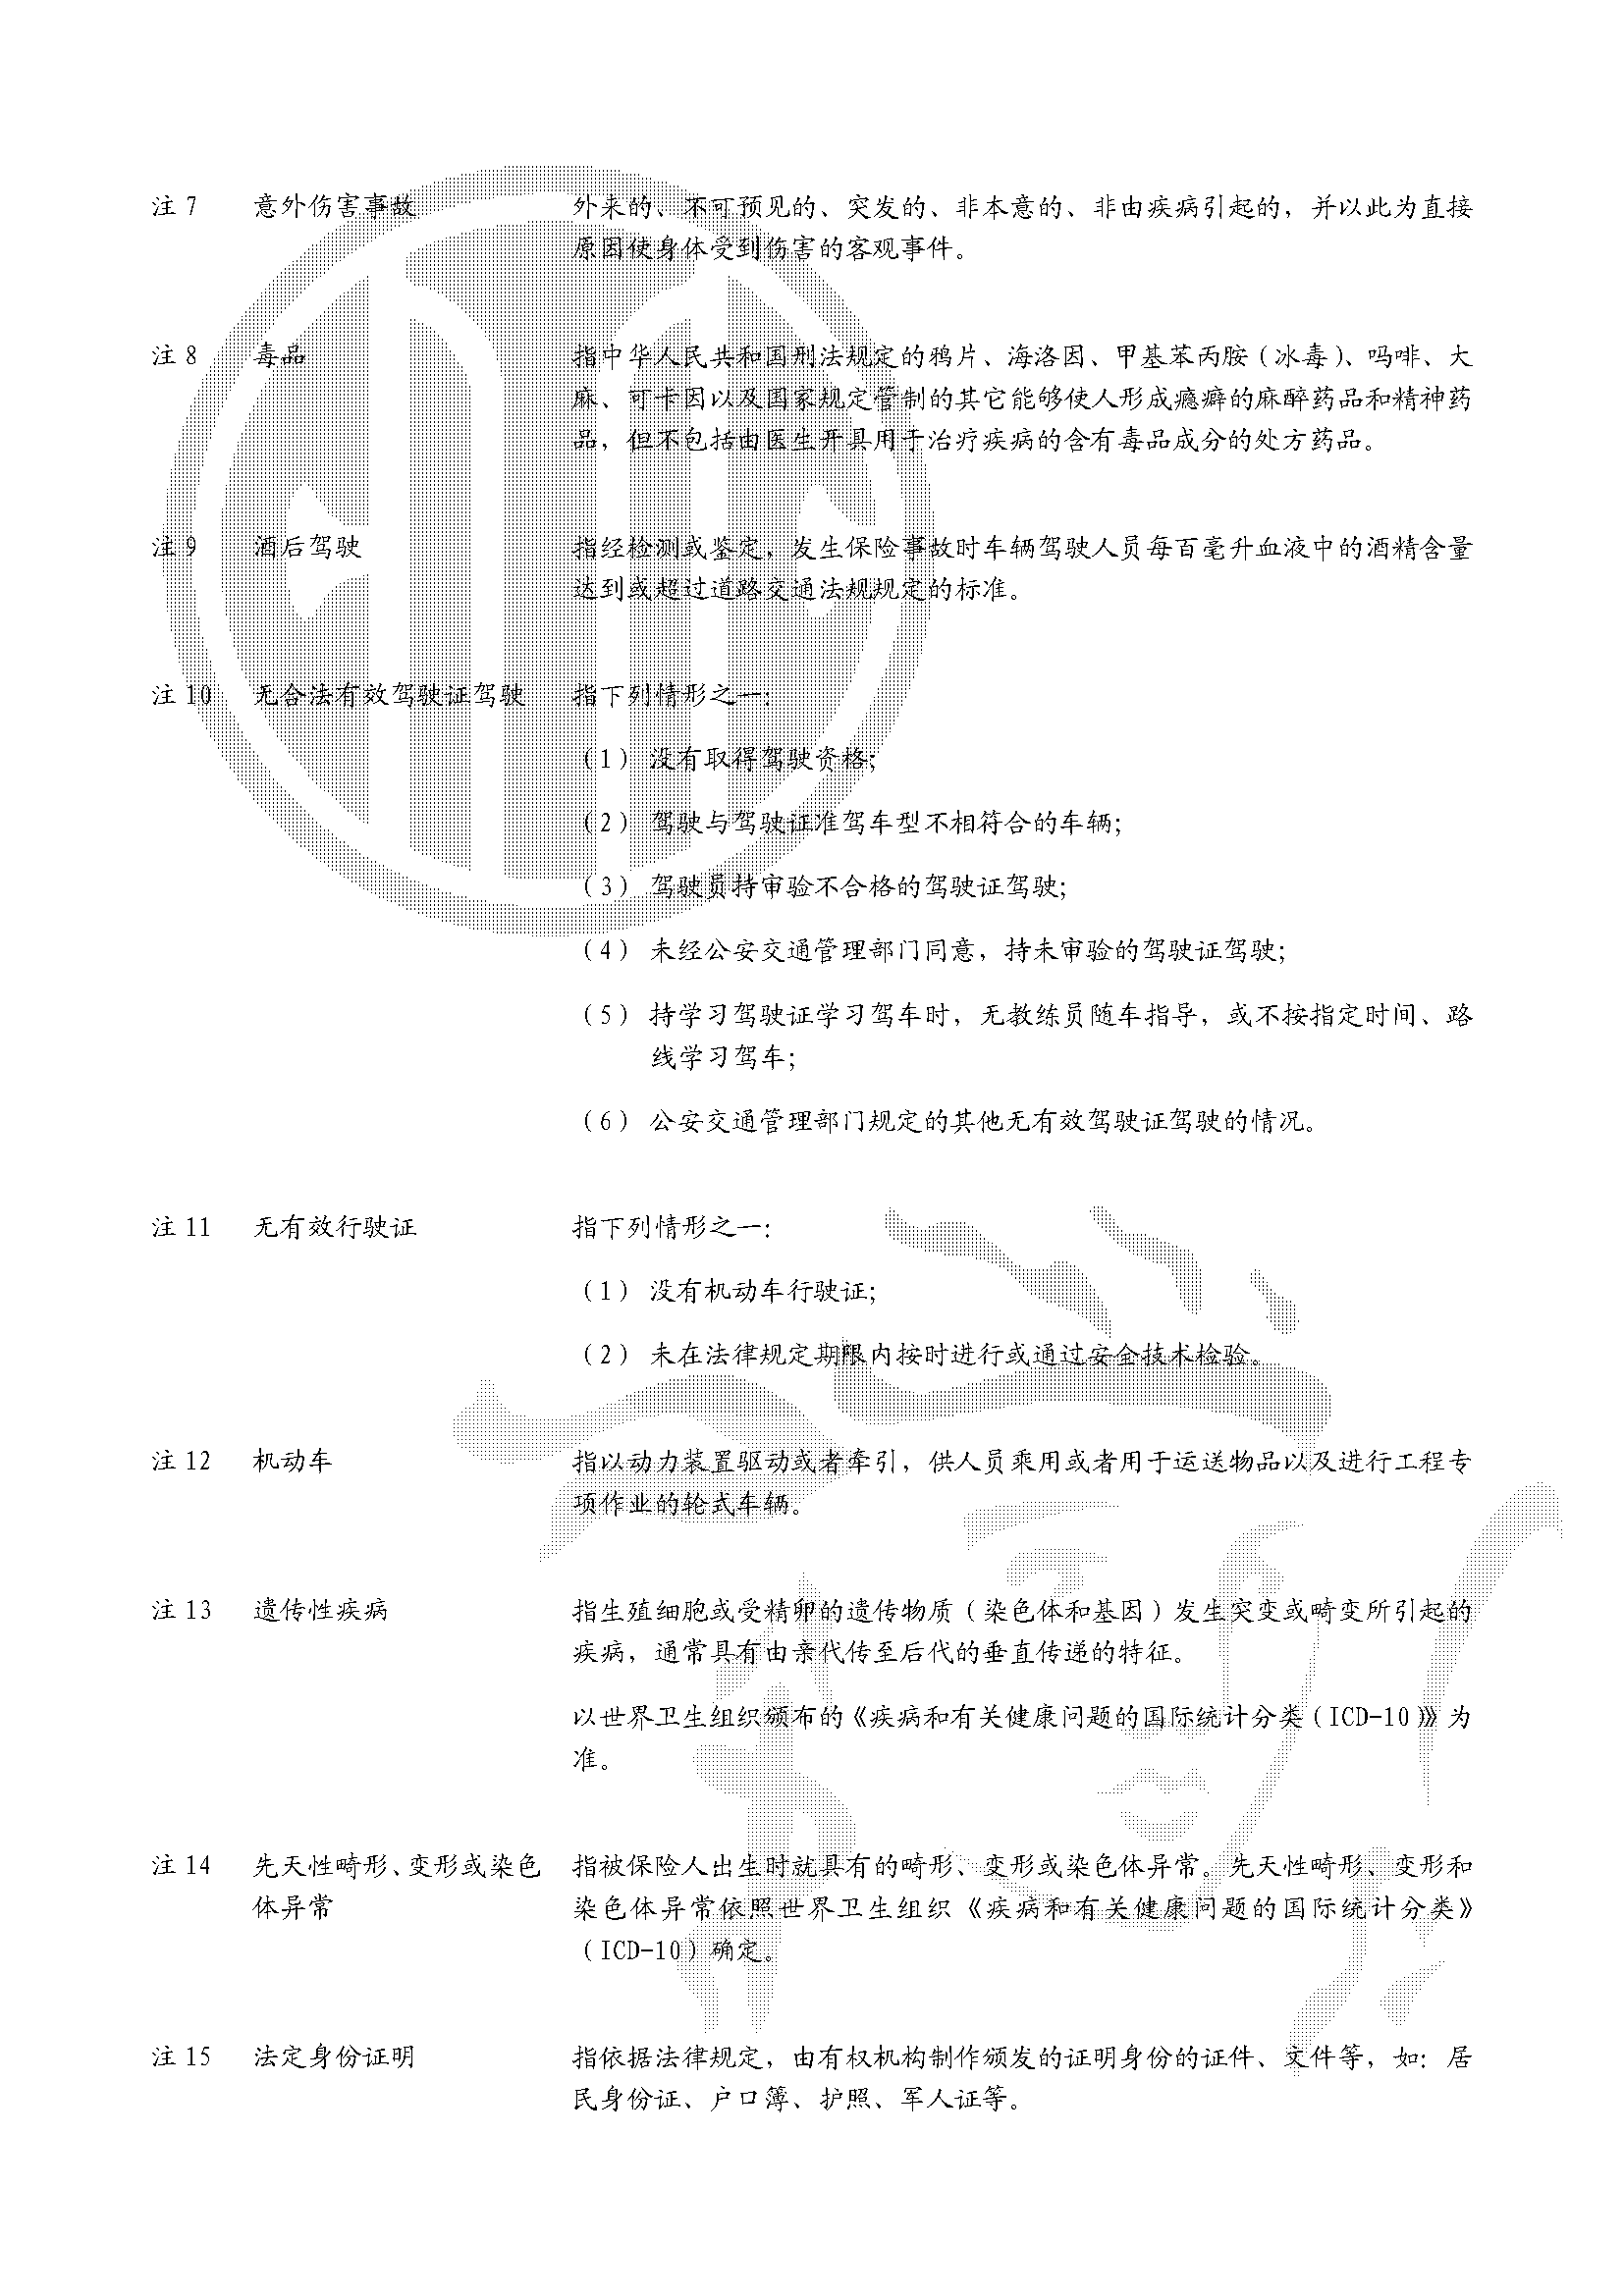 注 7 意外伤害事故 外来的、不可预见的、突发的、非本意的、非由疾病引起的，并以此为直接
原因使身体受到伤害的客观事件。
注 8 毒品 指中华人民共和国刑法规定的鸦片、海洛因、甲基苯丙胺（冰毒）、吗啡、大
麻、可卡因以及国家规定管制的其它能够使人形成瘾癖的麻醉药品和精神药
品，但不包括由医生开具用于治疗疾病的含有毒品成分的处方药品。
注 9 酒后驾驶 指经检测或鉴定，发生保险事故时车辆驾驶人员每百毫升血液中的酒精含量
达到或超过道路交通法规规定的标准。
注 10 无合法有效驾驶证驾驶 指下列情形之一：
（1） 没有取得驾驶资格；
（2） 驾驶与驾驶证准驾车型不相符合的车辆；
（3） 驾驶员持审验不合格的驾驶证驾驶；
（4） 未经公安交通管理部门同意，持未审验的驾驶证驾驶；
（5） 持学习驾驶证学习驾车时，无教练员随车指导，或不按指定时间、路
线学习驾车；
（6） 公安交通管理部门规定的其他无有效驾驶证驾驶的情况。
注 11 无有效行驶证 指下列情形之一：
（1） 没有机动车行驶证；
（2） 未在法律规定期限内按时进行或通过安全技术检验。
注 12 机动车 指以动力装置驱动或者牵引，供人员乘用或者用于运送物品以及进行工程专
项作业的轮式车辆。
注 13 遗传性疾病 指生殖细胞或受精卵的遗传物质（染色体和基因）发生突变或畸变所引起的
疾病，通常具有由亲代传至后代的垂直传递的特征。
以世界卫生组织颁布的《疾病和有关健康问题的国际统计分类（ICD-10）》为
准。
注 14 先天性畸形、变形或染色 指被保险人出生时就具有的畸形、变形或染色体异常。先天性畸形、变形和
体异常 染色体异常依照世界卫生组织《疾病和有关健康问题的国际统计分类》
（ICD-10）确定。
注 15 法定身份证明 指依据法律规定，由有权机构制作颁发的证明身份的证件、文件等，如：居
民身份证、户口簿、护照、军人证等。